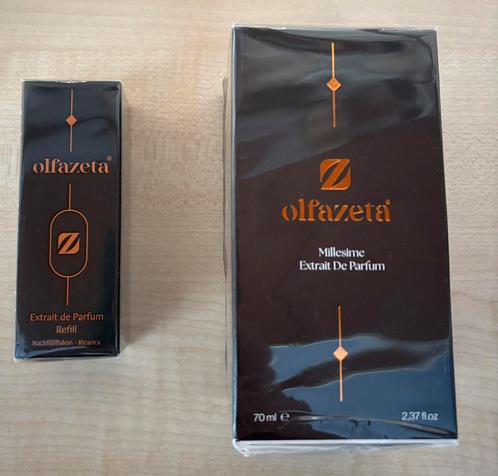 olfazeta®
Z
Extrait de Parfum
Refill
Nachfüllflakon - Ricarica
Z
olfazeta®
Millesime
Extrait De Parfum
70 ml ℮ 2,37 fl.oz